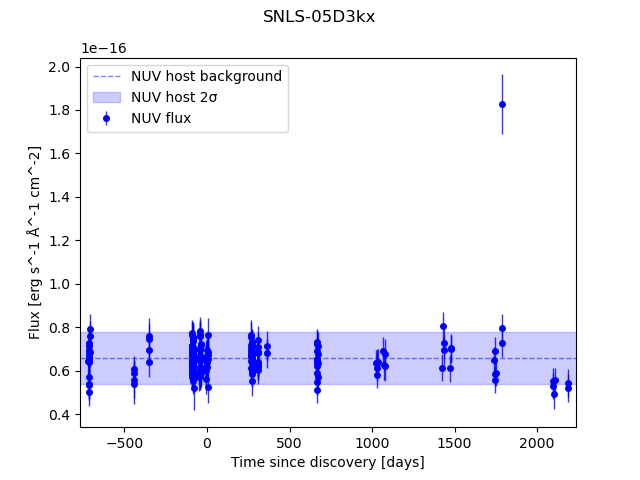 SNLS-05D3kx
1e−16
NUV host background
NUV host 2σ
NUV flux
2.0
1.8
1.6
1.4
1.2
1.0
0.8
0.6
0.4
Flux [erg s^-1 Å^-1 cm^-2]
−500 0 500 1000 1500 2000
Time since discovery [days]